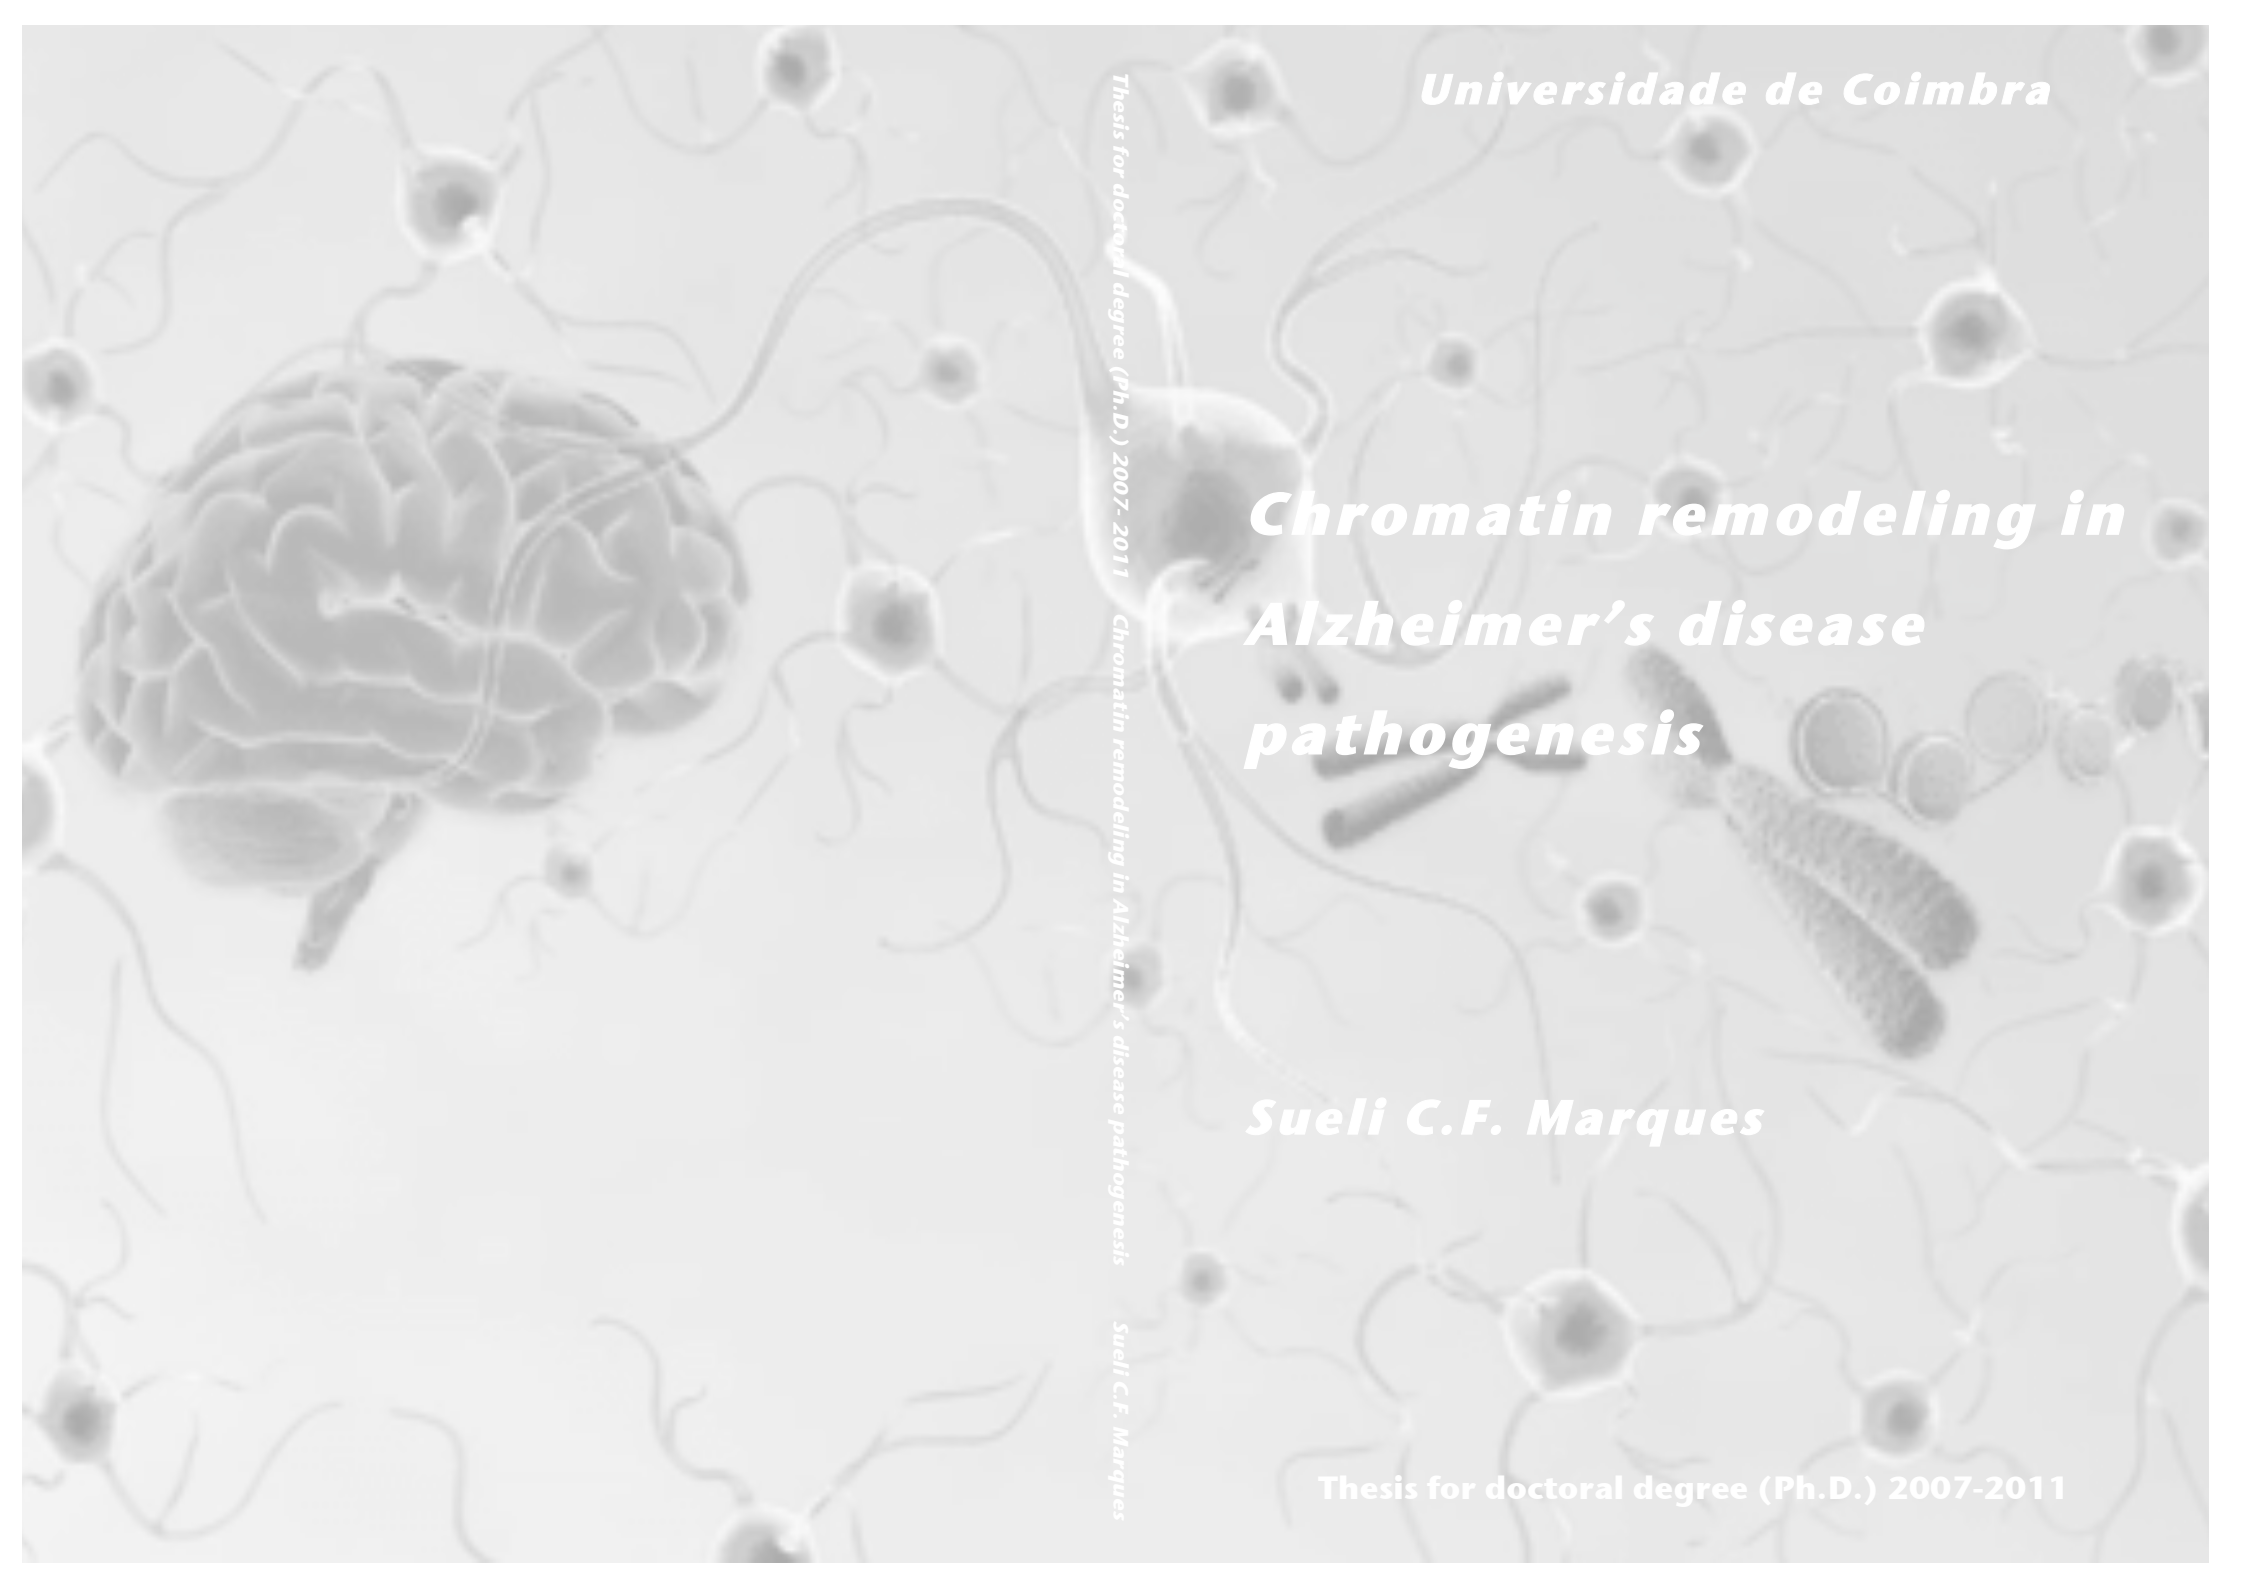 Universidade de Coimbra
Chromatin remodeling in
Alzheimer’s disease
pathogenesis
Sueli C.F. Marques
Thesis for doctoral degree (Ph.D.) 2007-2011
Thesis for doctoral degree (Ph.D.) 2007- 2011 Chromatin remodeling in Alzheimer’s disease pathogenesis Sueli C.F. Marques